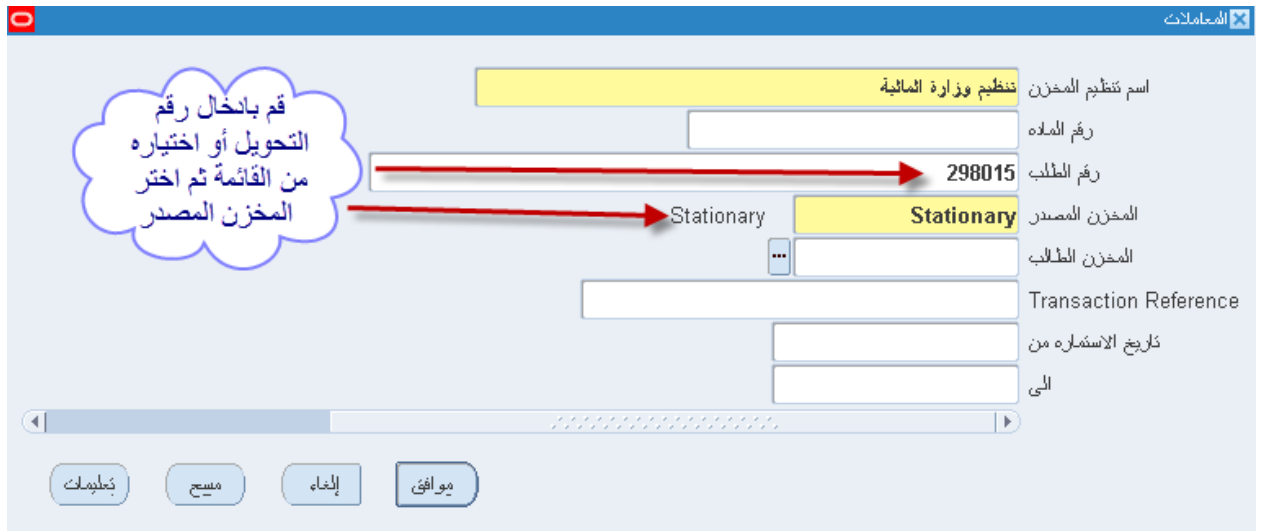 المعاملات
اسم تنظيم المخزن تنظيم وزارة المالية
رقم الماده
رقم الطلب 298015
المخزن المصدر Stationary Stationary
المخزن الطالب ...
Transaction Reference
تاريخ الاستماره من
الى
قم بادخال رقم
التحويل أو اختياره
من القائمة ثم اختر
المخزن المصدر
موافق إلغاء مسح تعليمات